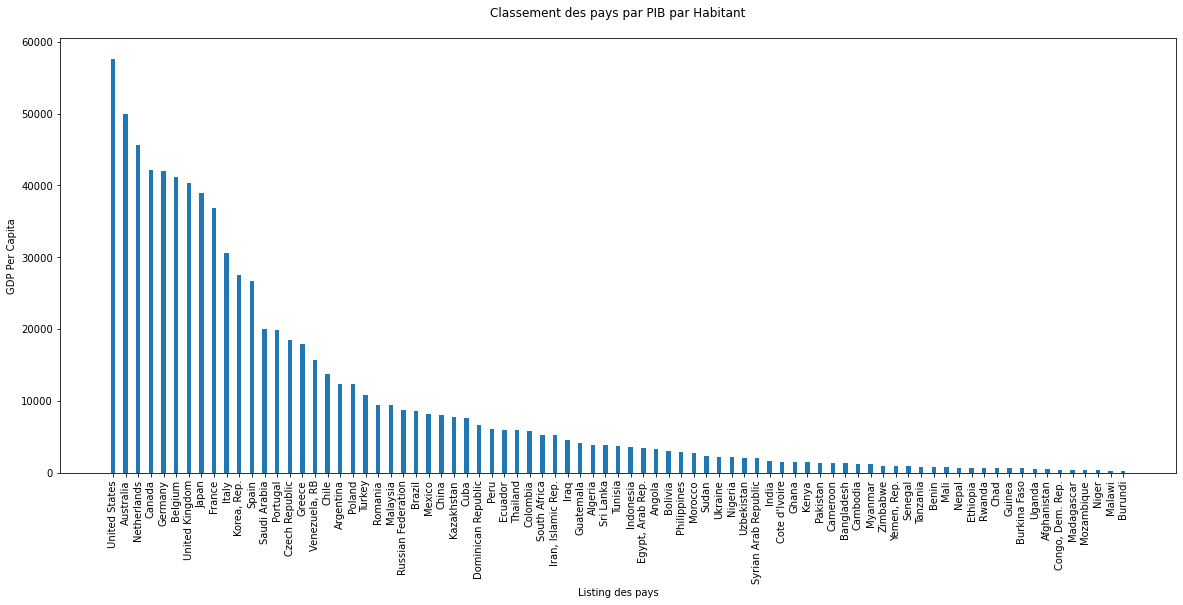 Classement des pays par PIB par Habitant
GDP Per Capita
60000
50000
40000
30000
20000
10000
0
United States
Australia
Netherlands
Canada
Germany
Belgium
United Kingdom
Japan
France
Italy
Korea, Rep.
Spain
Saudi Arabia
Portugal
Czech Republic
Greece
Venezuela, RB
Chile
Argentina
Poland
Turkey
Romania
Malaysia
Russian Federation
Brazil
Mexico
China
Kazakhstan
Cuba
Dominican Republic
Peru
Ecuador
Thailand
Colombia
South Africa
Iran, Islamic Rep.
Iraq
Guatemala
Algeria
Sri Lanka
Tunisia
Indonesia
Egypt, Arab Rep.
Angola
Bolivia
Philippines
Morocco
Sudan
Ukraine
Nigeria
Uzbekistan
Syrian Arab Republic
India
Cote d'Ivoire
Ghana
Kenya
Pakistan
Cameroon
Bangladesh
Cambodia
Myanmar
Zimbabwe
Yemen, Rep.
Senegal
Tanzania
Benin
Mali
Nepal
Ethiopia
Rwanda
Chad
Guinea
Burkina Faso
Uganda
Afghanistan
Congo, Dem. Rep.
Madagascar
Mozambique
Niger
Malawi
Burundi
Listing des pays